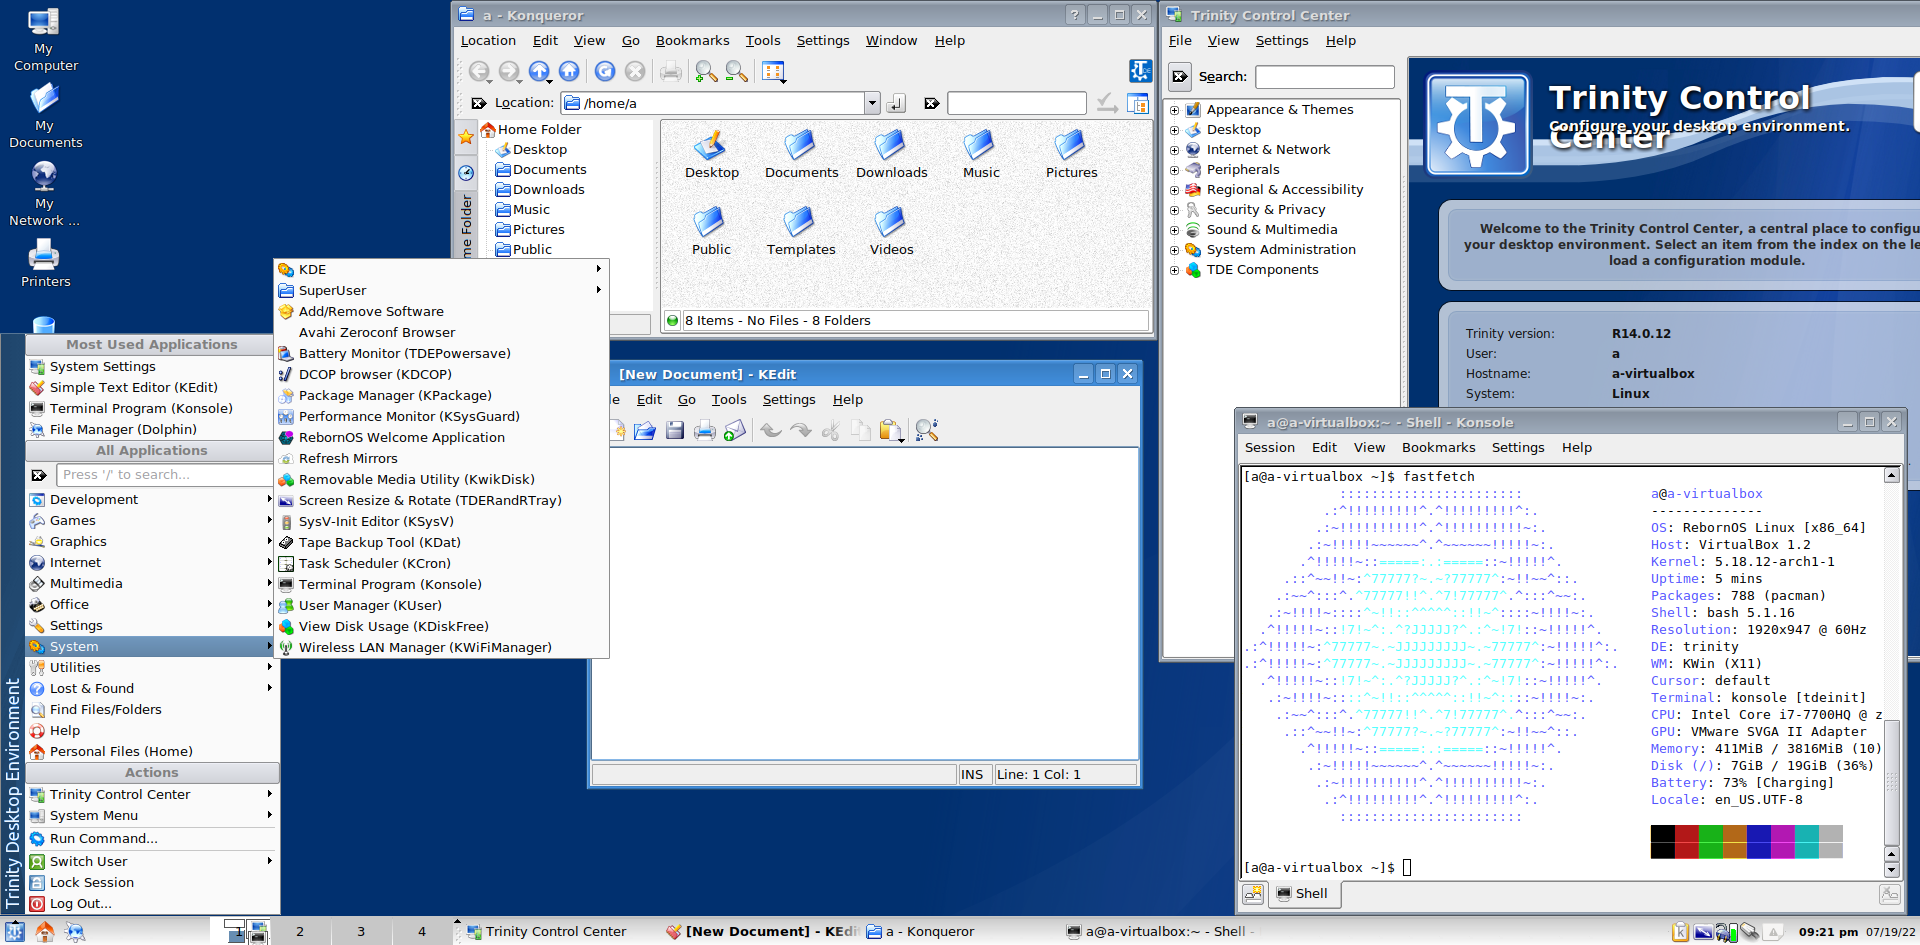 My
Computer
My
Documents
My
Network ...
Printers
a - Konqueror
Location Edit View Go Bookmarks Tools Settings Window Help
Location: /home/a
Home Folder
Desktop
Documents
Downloads
Music
Pictures
Public
me Folder
Desktop Documents Downloads Music Pictures
Public Templates Videos
8 Items - No Files - 8 Folders
Trinity Control Center
File View Settings Help
Search:
Appearance & Themes
Desktop
Internet & Network
Peripherals
Regional & Accessibility
Security & Privacy
Sound & Multimedia
System Administration
TDE Components
Trinity Control
Center
Configure your desktop environment.
Welcome to the Trinity Control Center, a central place to configu
your desktop environment. Select an item from the index on the le
load a configuration module.
Trinity version: R14.0.12
User: a
Hostname: a-virtualbox
System: Linux
Most Used Applications
System Settings
Simple Text Editor (KEdit)
Terminal Program (Konsole)
File Manager (Dolphin)
All Applications
Press '/' to search...
Development
Games
Graphics
Internet
Multimedia
Office
Settings
System
Utilities
Lost & Found
Find Files/Folders
Help
Personal Files (Home)
Actions
Trinity Control Center
System Menu
Run Command...
Switch User
Lock Session
Log Out...
Trinity Desktop Environment
KDE
SuperUser
Add/Remove Software
Avahi Zeroconf Browser
Battery Monitor (TDEPowersave)
DCOP browser (KDCOP)
Package Manager (KPackage)
Performance Monitor (KSysGuard)
RebornOS Welcome Application
Refresh Mirrors
Removable Media Utility (KwikDisk)
Screen Resize & Rotate (TDERandRTray)
SysV-Init Editor (KSysV)
Tape Backup Tool (KDat)
Task Scheduler (KCron)
Terminal Program (Konsole)
User Manager (KUser)
View Disk Usage (KDiskFree)
Wireless LAN Manager (KWiFiManager)
[New Document] - KEdit
le Edit Go Tools Settings Help
INS Line: 1 Col: 1
a@a-virtualbox:~ - Shell - Konsole
Session Edit View Bookmarks Settings Help
[a@a-virtualbox ~]$ fastfetch
a@a-virtualbox
--------------
OS: RebornOS Linux [x86_64]
Host: VirtualBox 1.2
Kernel: 5.18.12-arch1-1
Uptime: 5 mins
Packages: 788 (pacman)
Shell: bash 5.1.16
Resolution: 1920x947 @ 60Hz
DE: trinity
WM: KWin (X11)
Cursor: default
Terminal: konsole [tdeinit]
CPU: Intel Core i7-7700HQ @ z
GPU: VMware SVGA II Adapter
Memory: 411MiB / 3816MiB (10)
Disk (/): 7GiB / 19GiB (36%)
Battery: 73% [Charging]
Locale: en_US.UTF-8
[a@a-virtualbox ~]$
Shell
1 2 3 4 Trinity Control Center [New Document] - KEdi a - Konqueror a@a-virtualbox:~ - Shell - 09:21 pm 07/19/22